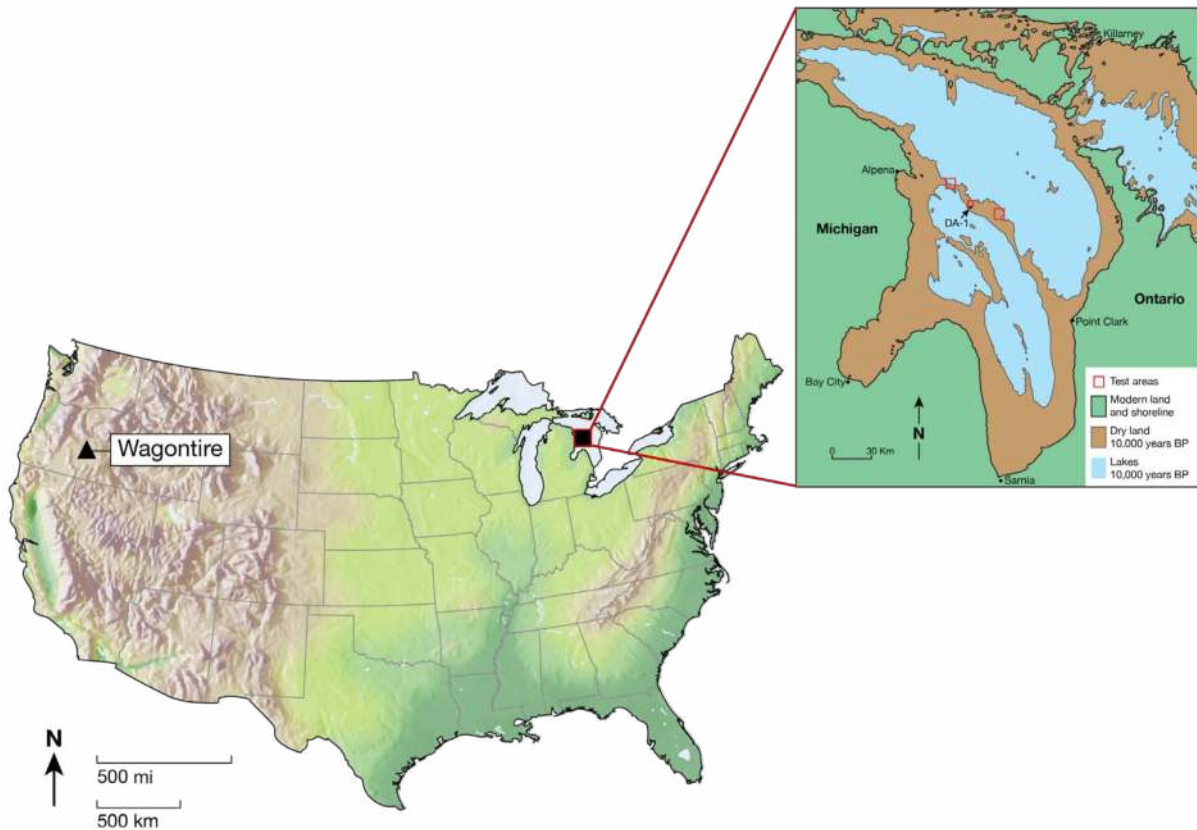 Killarney
Alpena
DA-1
Michigan
Ontario
Point Clark
Bay City
Test areas
Modern land
and shoreline
Dry land
10,000 years BP
Lakes
10,000 years BP
N
0 30 Km
Sarnia
Wagontire
N
500 mi
500 km